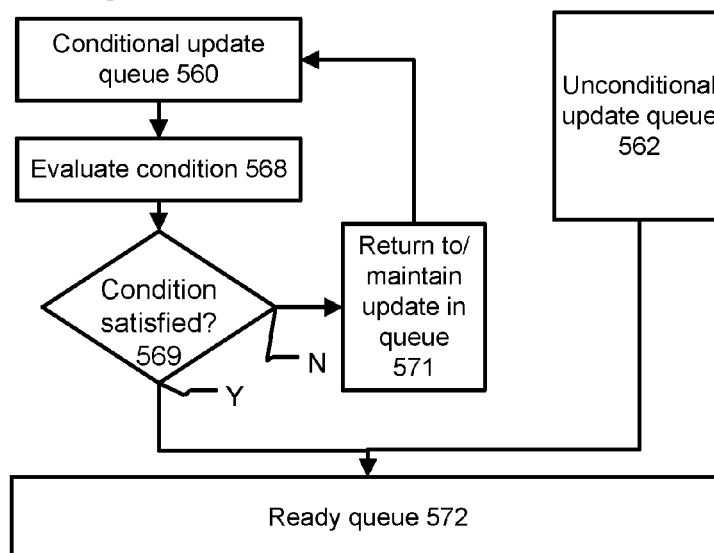 Conditional update
queue 560
Unconditional
update queue
562
Evaluate condition 568
Return to/
maintain
update in
queue
571
Condition
satisfied?
569
N
Y
Ready queue 572